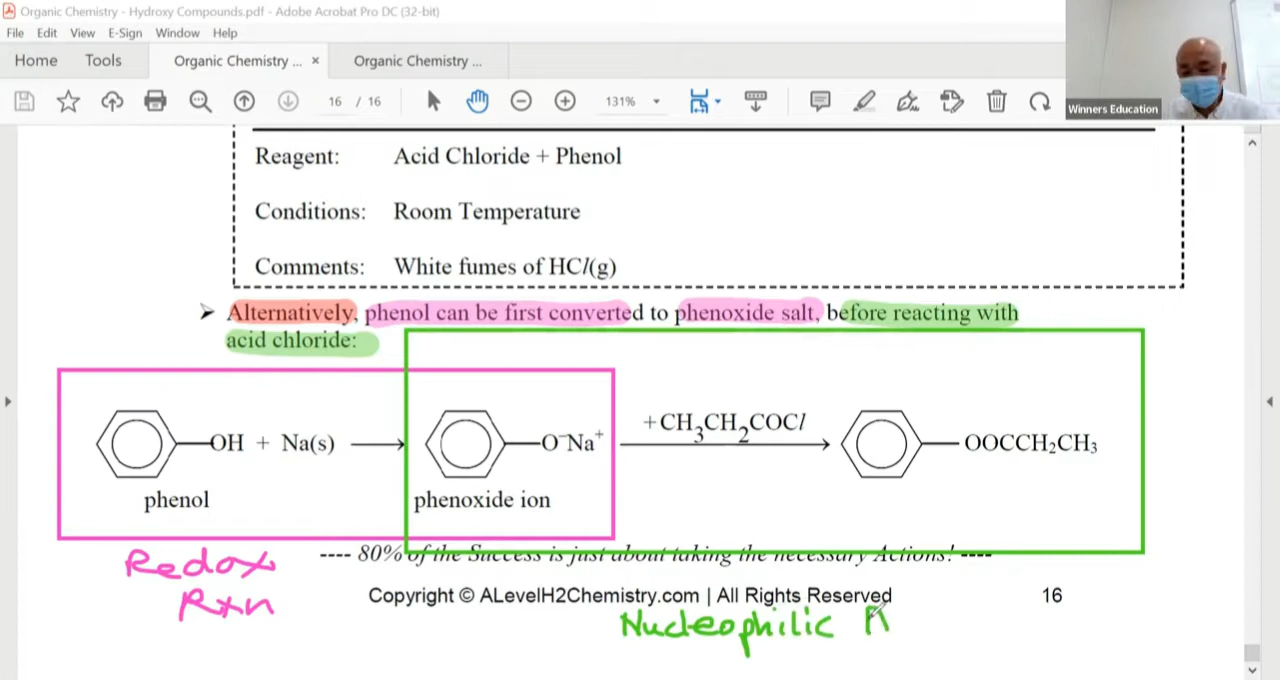 Organic Chemistry - Hydroxy Compounds.pdf - Adobe Acrobat Pro DC (32-bit)
File Edit View E-Sign Window Help
Home Tools Organic Chemistry ... × Organic Chemistry ...
16 / 16 131%
Winners Education
Reagent: Acid Chloride + Phenol
Conditions: Room Temperature
Comments: White fumes of HCl(g)
➤ Alternatively, phenol can be first converted to phenoxide salt, before reacting with
acid chloride:
OH + Na(s) O⁻Na⁺ +CH₃CH₂COCl OOCCH₂CH₃
phenol phenoxide ion
Redox
Rxn
---- 80% of the Success is just about taking the necessary Actions! ----
Copyright © ALevelH2Chemistry.com | All Rights Reserved 16
Nucleophilic